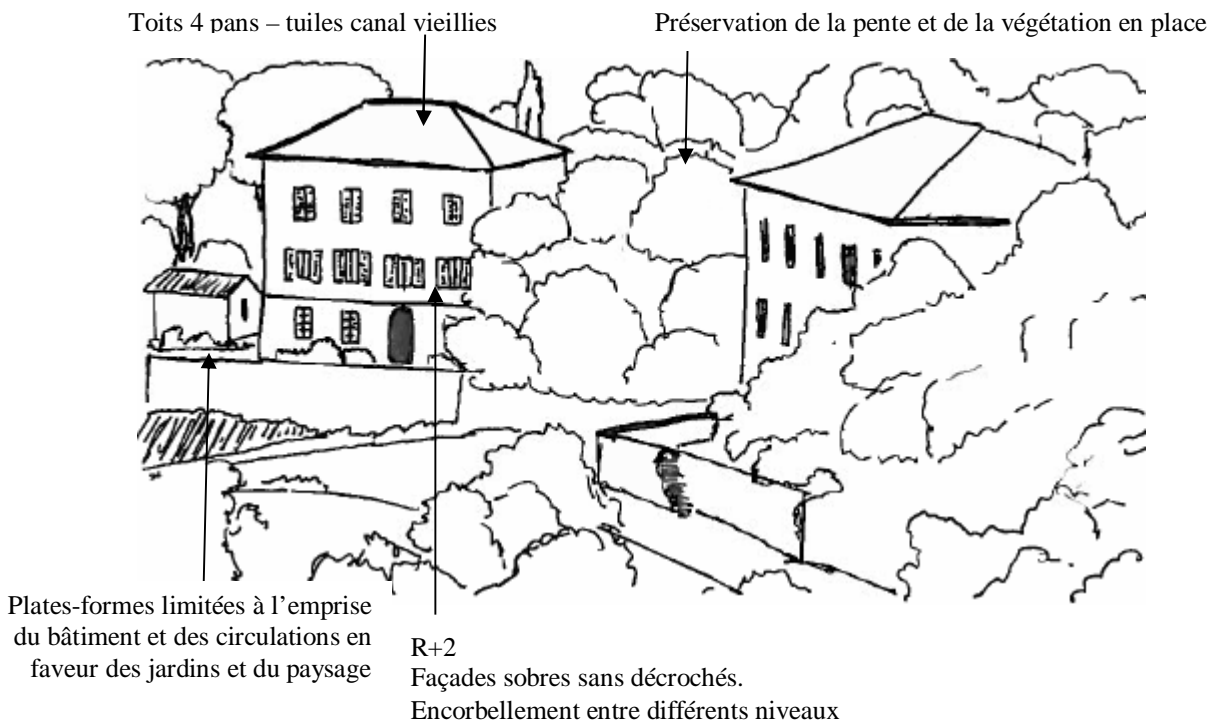 Toits 4 pans – tuiles canal vieillies
Préservation de la pente et de la végétation en place
Plates-formes limitées à l’emprise
du bâtiment et des circulations en
faveur des jardins et du paysage
R+2
Façades sobres sans décrochés.
Encorbellement entre différents niveaux